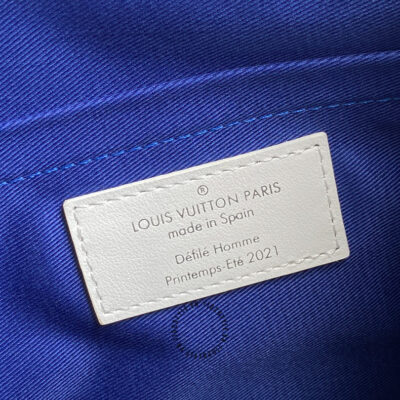 ®
LOUIS VUITTON PARIS
made in Spain
Défilé Homme
Printemps-Eté 2021